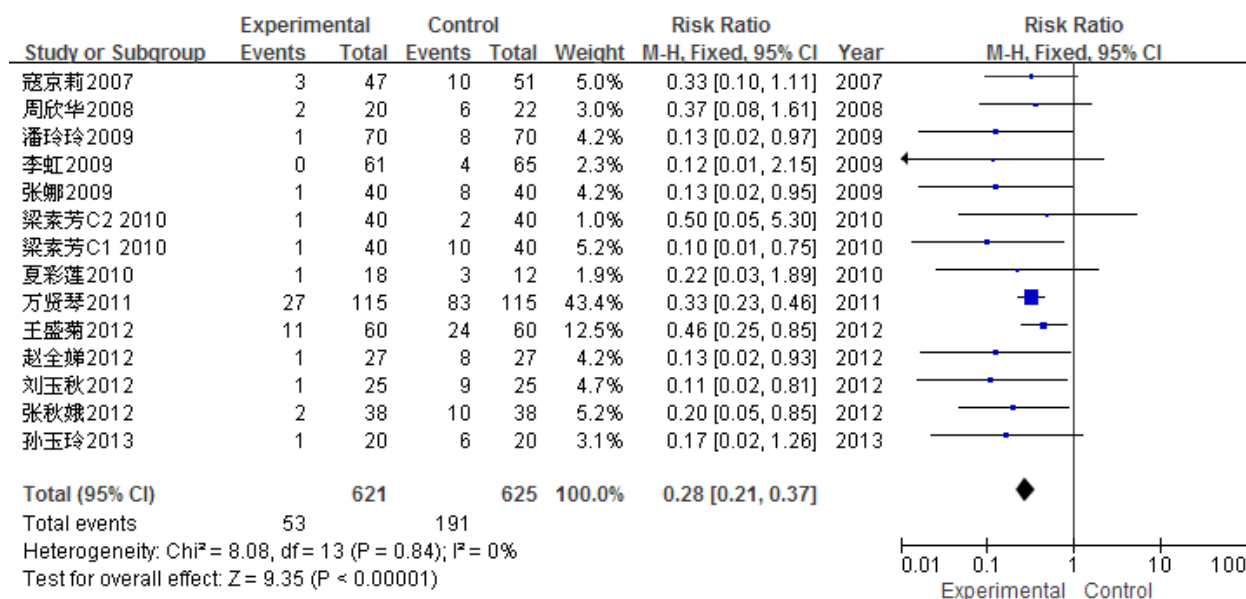 Experimental Control Risk Ratio Risk Ratio
Study or Subgroup Events Total Events Total Weight M-H, Fixed, 95% CI Year M-H, Fixed, 95% CI
寇京莉2007 3 47 10 51 5.0% 0.33 [0.10, 1.11] 2007
周欣华2008 2 20 6 22 3.0% 0.37 [0.08, 1.61] 2008
潘玲玲2009 1 70 8 70 4.2% 0.13 [0.02, 0.97] 2009
李虹2009 0 61 4 65 2.3% 0.12 [0.01, 2.15] 2009
张娜2009 1 40 8 40 4.2% 0.13 [0.02, 0.95] 2009
梁素芳C2 2010 1 40 2 40 1.0% 0.50 [0.05, 5.30] 2010
梁素芳C1 2010 1 40 10 40 5.2% 0.10 [0.01, 0.75] 2010
夏彩莲2010 1 18 3 12 1.9% 0.22 [0.03, 1.89] 2010
万贤琴2011 27 115 83 115 43.4% 0.33 [0.23, 0.46] 2011
王盛菊2012 11 60 24 60 12.5% 0.46 [0.25, 0.85] 2012
赵全娣2012 1 27 8 27 4.2% 0.13 [0.02, 0.93] 2012
刘玉秋2012 1 25 9 25 4.7% 0.11 [0.02, 0.81] 2012
张秋娥2012 2 38 10 38 5.2% 0.20 [0.05, 0.85] 2012
孙玉玲2013 1 20 6 20 3.1% 0.17 [0.02, 1.26] 2013
Total (95% CI) 621 625 100.0% 0.28 [0.21, 0.37]
Total events 53 191
Heterogeneity: Chi² = 8.08, df = 13 (P = 0.84); I² = 0%
Test for overall effect: Z = 9.35 (P < 0.00001)
0.01 0.1 1 10 100
Experimental Control